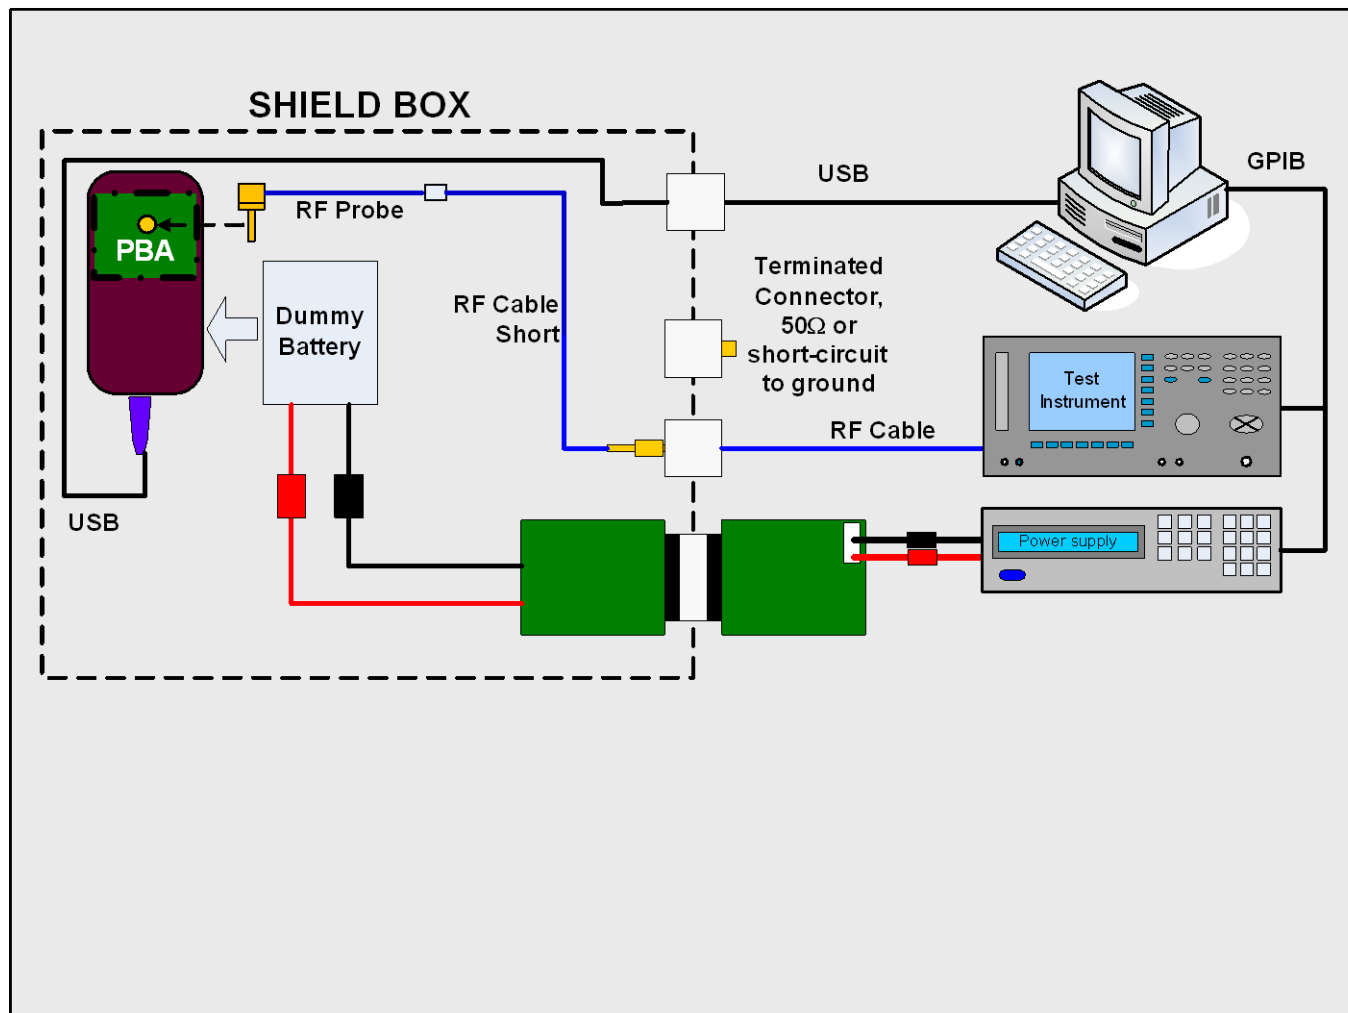 SHIELD BOX
USB
GPIB
RF Probe
PBA
Terminated
Connector,
50Ω or
short-circuit
to ground
RF Cable
Short
Dummy
Battery
Test
Instrument
RF Cable
USB
Power supply